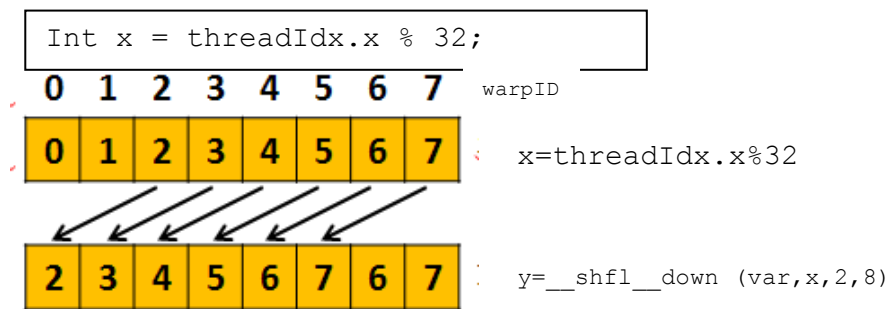 Int x = threadIdx.x % 32;
0 1 2 3 4 5 6 7 warpID
0 1 2 3 4 5 6 7 x=threadIdx.x%32
2 3 4 5 6 7 6 7 y=__shfl__down (var,x,2,8)